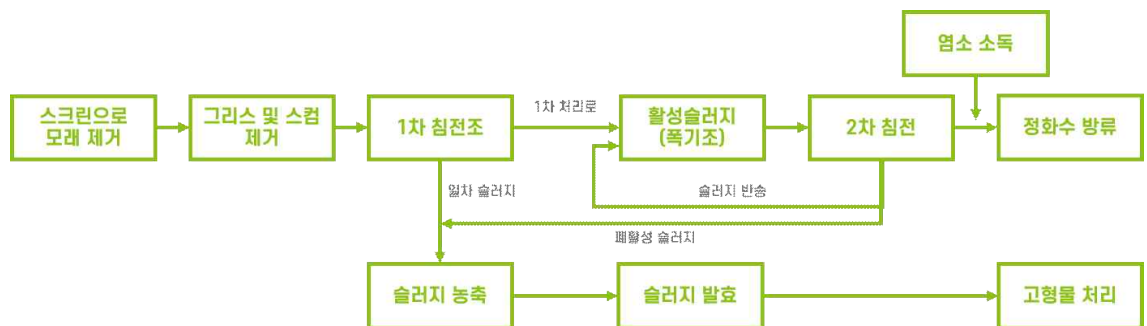 염소 소독
스크린으로
모래 제거
그리스 및 스컴
제거
1차 침전조
1차 처리로
활성슬러지
(폭기조)
2차 침전
정화수 방류
일차 슬러지
슬러지 반송
폐활성 슬러지
슬러지 농축
슬러지 발효
고형물 처리